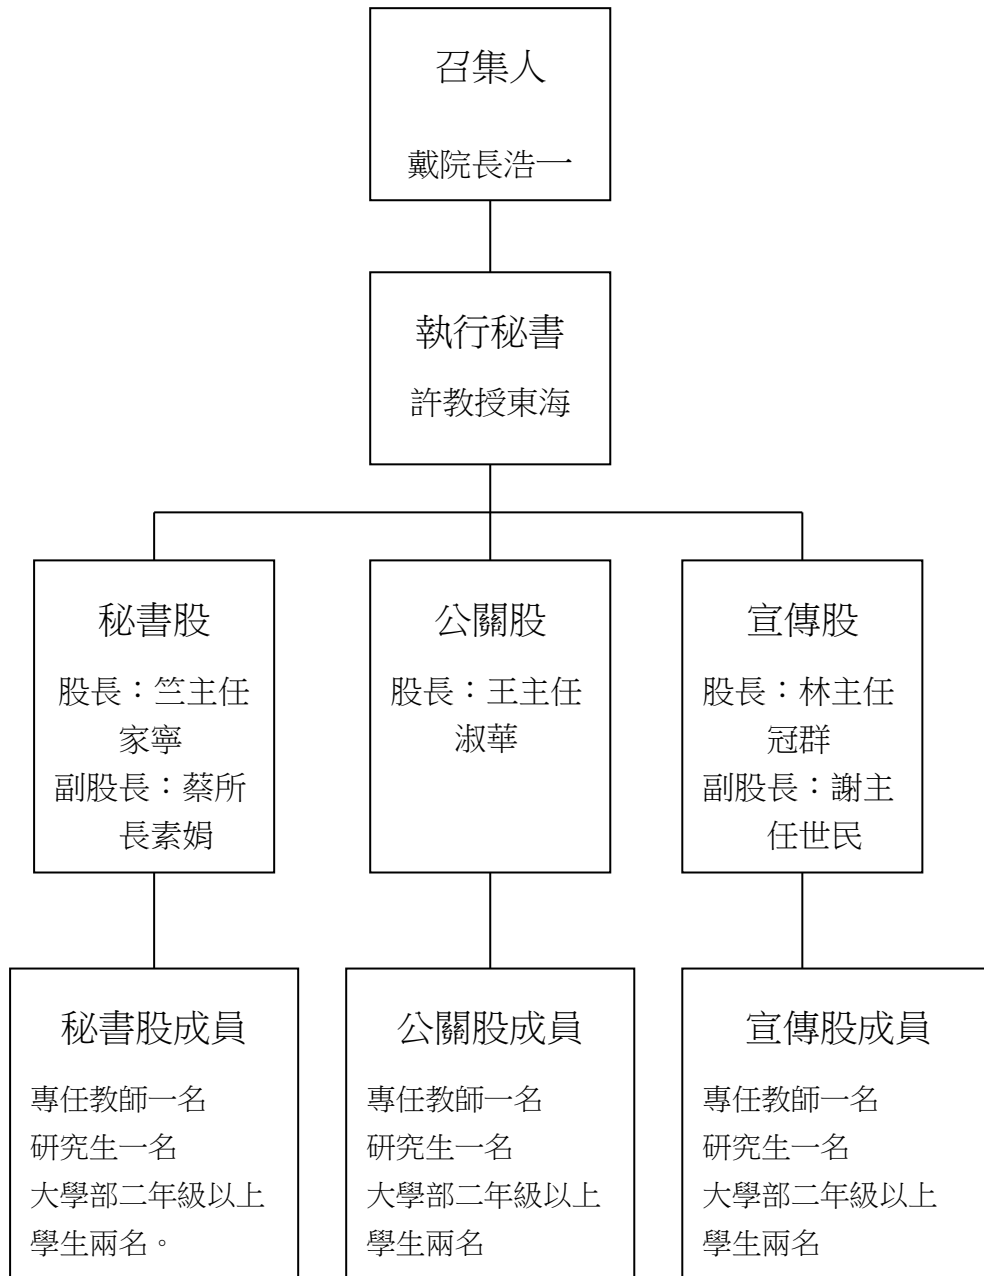 召集人
戴院長浩一
執行秘書
許教授東海
秘書股
股長：竺主任
家寧
副股長：蔡所
長素娟
公關股
股長：王主任
淑華
宣傳股
股長：林主任
冠群
副股長：謝主
任世民
秘書股成員
專任教師一名
研究生一名
大學部二年級以上
學生兩名。
公關股成員
專任教師一名
研究生一名
大學部二年級以上
學生兩名
宣傳股成員
專任教師一名
研究生一名
大學部二年級以上
學生兩名